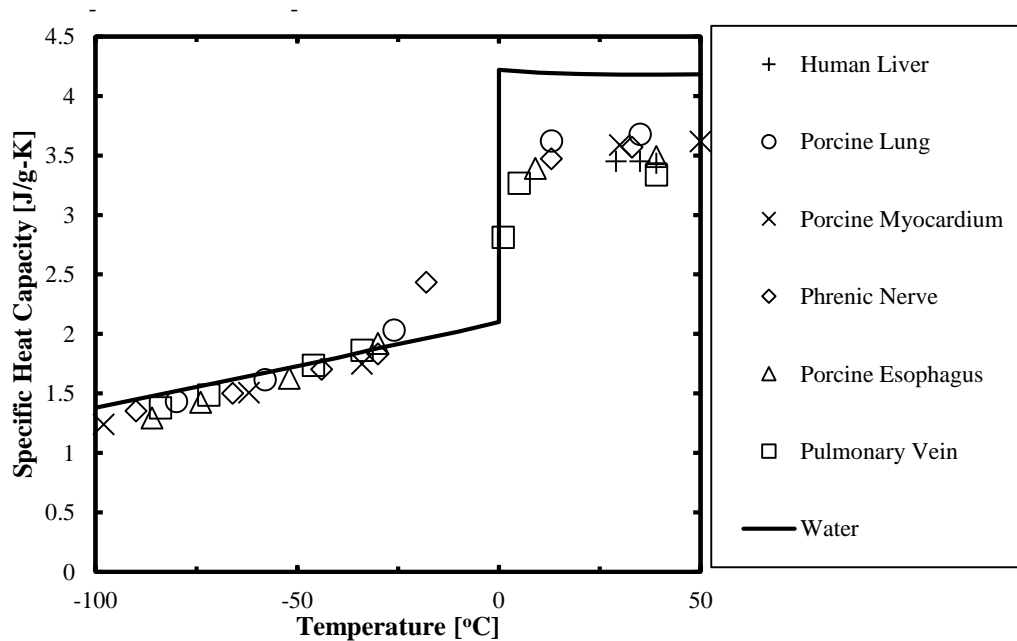 - -
4.5
4
3.5
3
2.5
2
1.5
1
0.5
0
Specific Heat Capacity [J/g-K]
-100 -50 0 50
Temperature [ºC]
Human Liver
Porcine Lung
Porcine Myocardium
Phrenic Nerve
Porcine Esophagus
Pulmonary Vein
Water